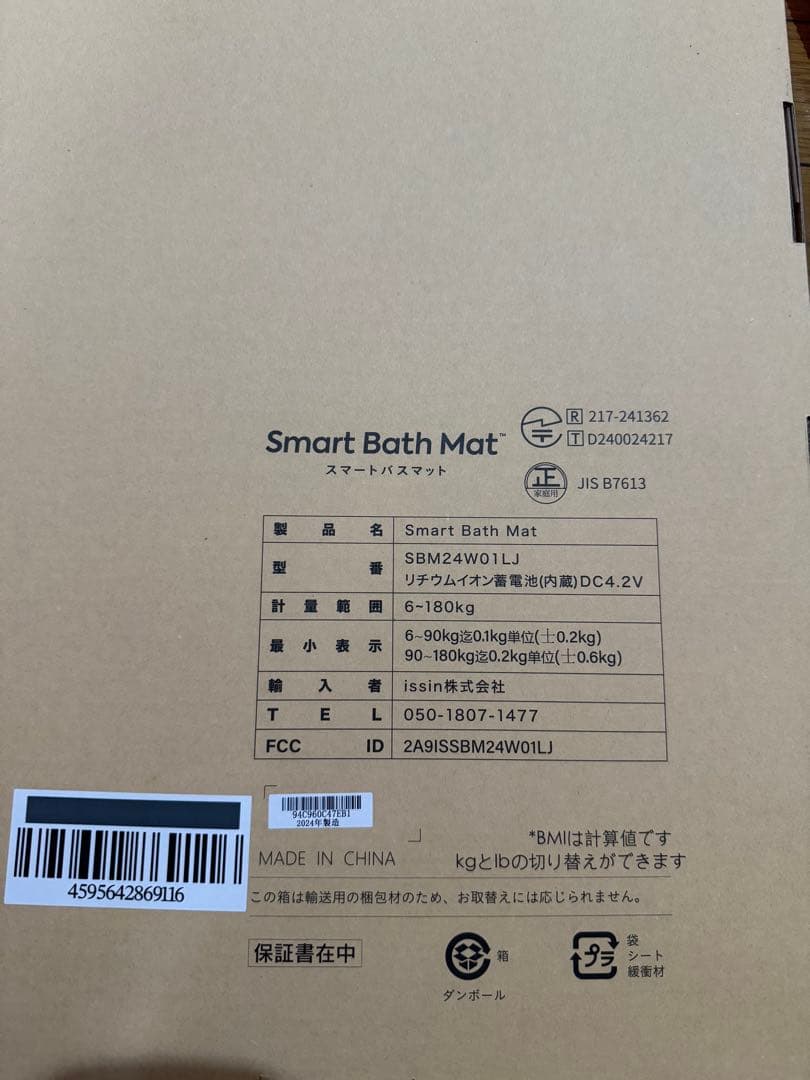 R 217-241362
Smart Bath Mat™
T D240024217
スマートバスマット
正 家庭用 JIS B7613
製品名 Smart Bath Mat
型番 SBM24W01LJ
リチウムイオン蓄電池(内蔵)DC4.2V
計量範囲 6~180kg
最小表示 6~90kg迄0.1kg単位(±0.2kg)
90~180kg迄0.2kg単位(±0.6kg)
輸入者 issin株式会社
TEL 050-1807-1477
FCC ID 2A9ISSBM24W01LJ
94C960C47EB1
2024年製造
*BMIは計算値です
MADE IN CHINA kgとlbの切り替えができます
4595642869116
この箱は輸送用の梱包材のため、お取替えには応じられません。
保証書在中
箱
ダンボール
プラ
袋
シート
緩衝材